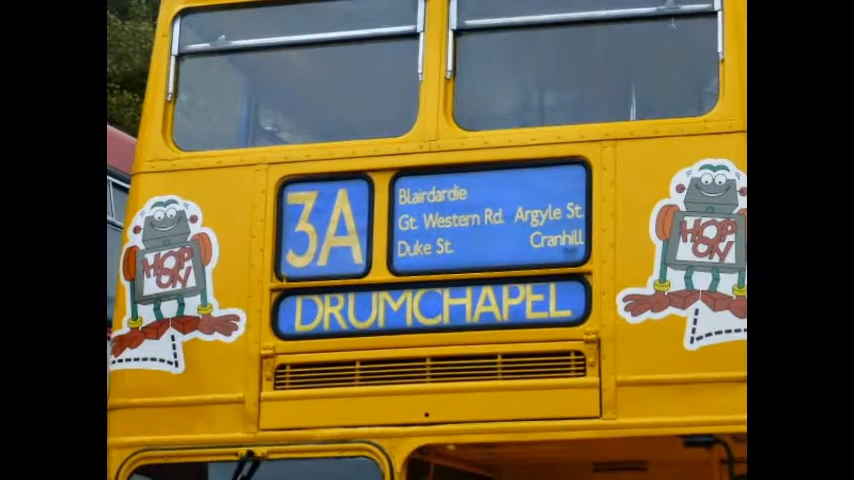 3A
Blairdardie
Gt. Western Rd. Argyle St.
Duke St. Cranhill
DRUMCHAPEL
HOP
ON
HOP
ON